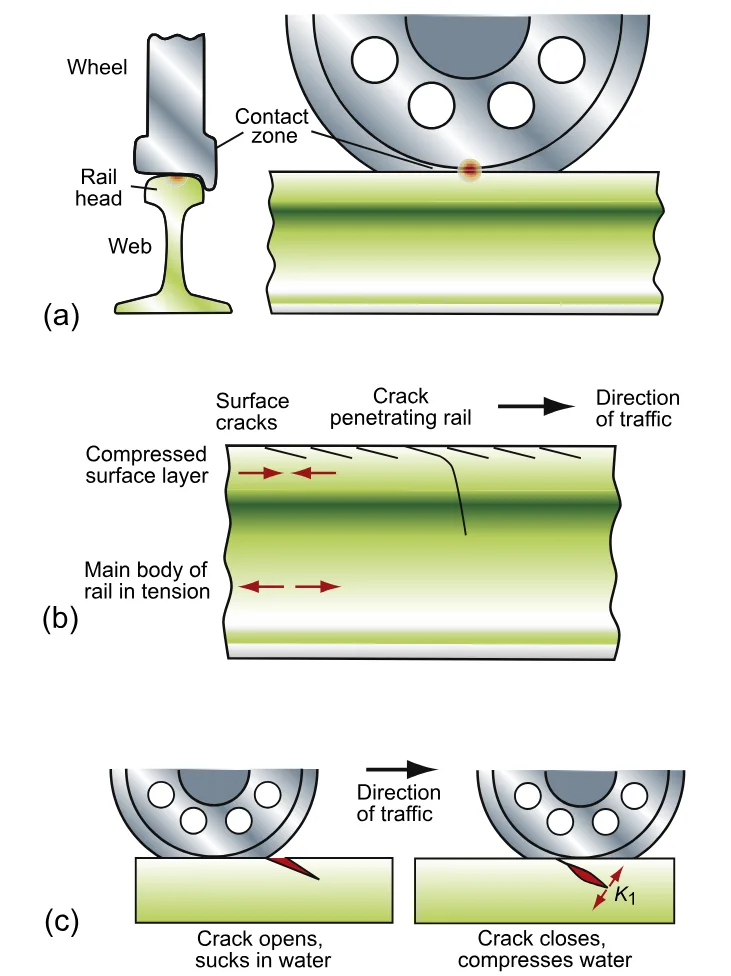 Wheel
Contact
zone
Rail
head
Web
(a)
Surface
cracks
Crack
penetrating rail
Direction
of traffic
Compressed
surface layer
Main body of
rail in tension
(b)
Direction
of traffic
K1
(c)
Crack opens,
sucks in water
Crack closes,
compresses water